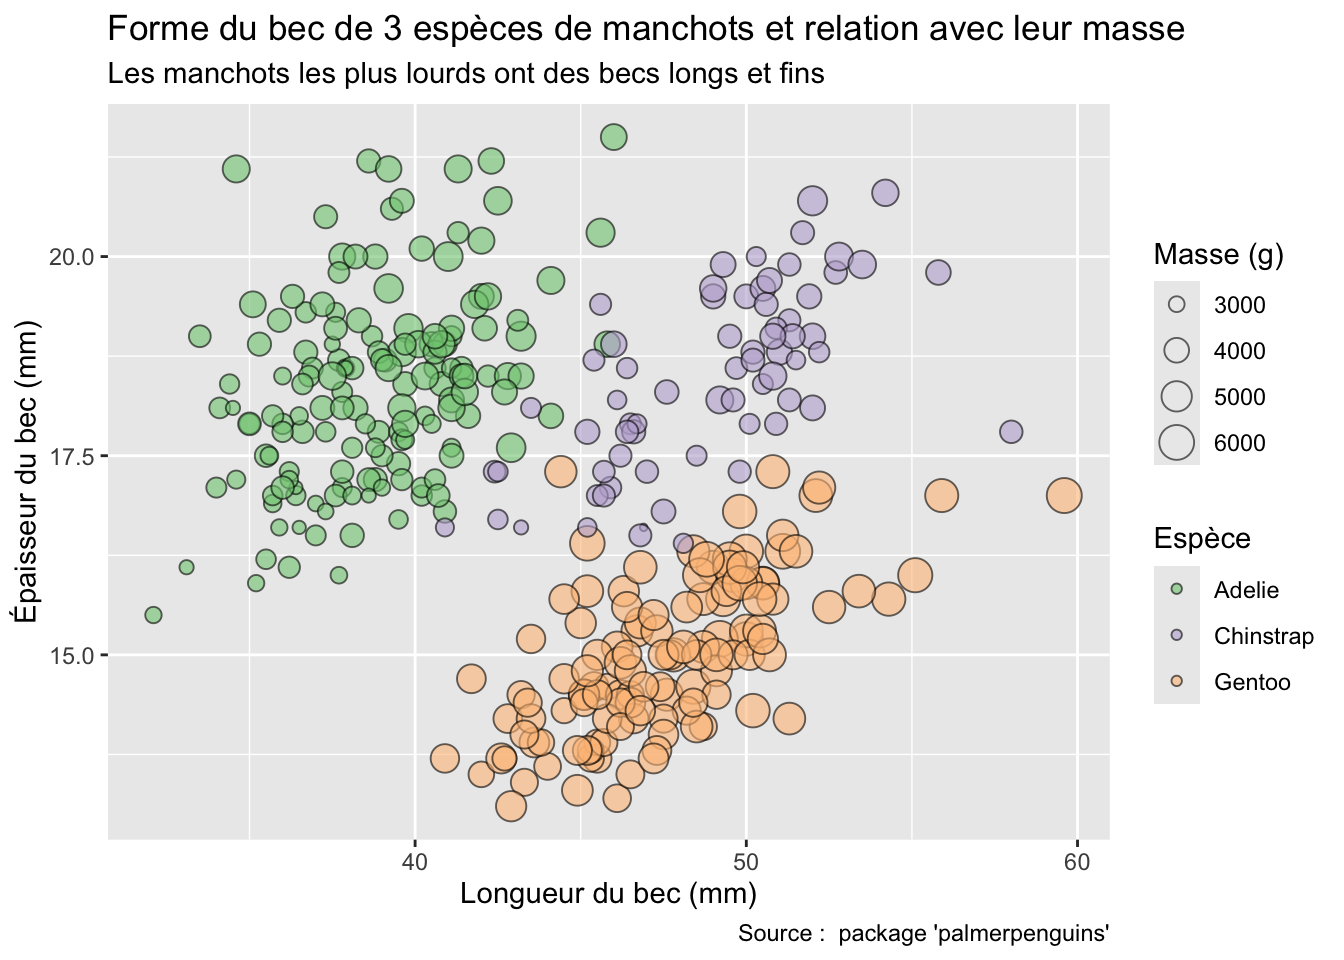 Forme du bec de 3 espèces de manchots et relation avec leur masse
Les manchots les plus lourds ont des becs longs et fins
Épaisseur du bec (mm)
20.0
17.5
15.0
40
50
60
Longueur du bec (mm)
Masse (g)
3000
4000
5000
6000
Espèce
Adelie
Chinstrap
Gentoo
Source :  package 'palmerpenguins'